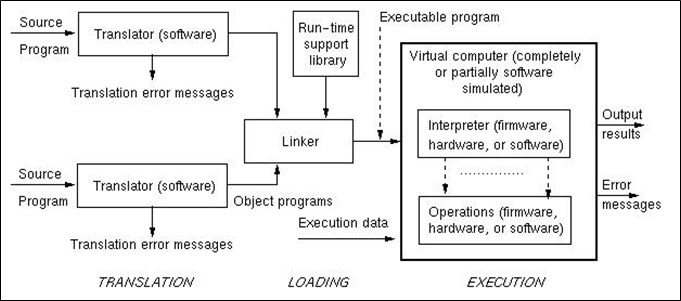 Source
Program
Translator (software)
Translation error messages
Run-time
support
library
Executable program
Virtual computer (completely
or partially software
simulated)
Linker
Interpreter (firmware,
hardware, or software)
..............
Operations (firmware,
hardware, or software)
Output
results
Error
messages
Source
Program
Translator (software)
Object programs
Translation error messages
Execution data
TRANSLATION
LOADING
EXECUTION